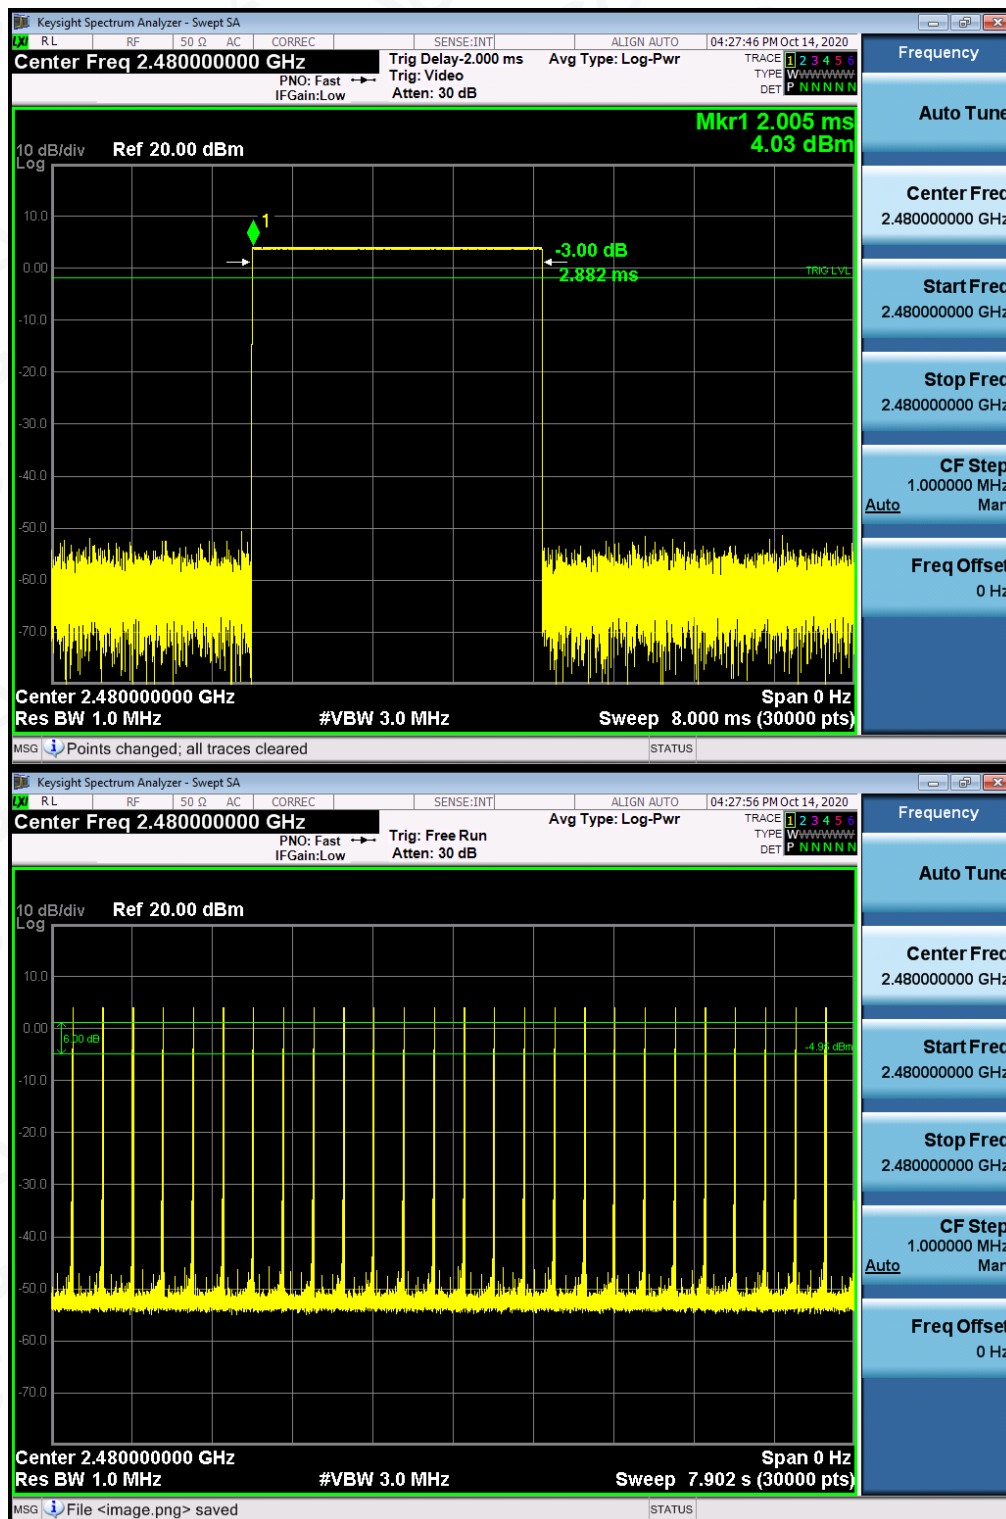 Keysight Spectrum Analyzer - Swept SA
LXI RL RF 50 Ω AC CORREC SENSE:INT ALIGN AUTO 04:27:46 PM Oct 14, 2020
Center Freq 2.480000000 GHz Trig Delay-2.000 ms Avg Type: Log-Pwr TRACE 1 2 3 4 5 6
PNO: Fast Trig: Video TYPE WWWWWWW
IFGain:Low Atten: 30 dB DET P N N N N N
Mkr1 2.005 ms
4.03 dBm
10 dB/div Ref 20.00 dBm
Log
1
10.0
-3.00 dB
0.00
TRIG LVL
2.882 ms
-10.0
-20.0
-30.0
-40.0
-50.0
-60.0
-70.0
Center 2.480000000 GHz Span 0 Hz
Res BW 1.0 MHz #VBW 3.0 MHz Sweep 8.000 ms (30000 pts)
MSG Points changed; all traces cleared STATUS
Frequency
Auto Tune
Center Freq
2.480000000 GHz
Start Freq
2.480000000 GHz
Stop Freq
2.480000000 GHz
CF Step
1.000000 MHz
Auto Man
Freq Offset
0 Hz
Keysight Spectrum Analyzer - Swept SA
LXI RL RF 50 Ω AC CORREC SENSE:INT ALIGN AUTO 04:27:56 PM Oct 14, 2020
Center Freq 2.480000000 GHz Avg Type: Log-Pwr TRACE 1 2 3 4 5 6
PNO: Fast Trig: Free Run TYPE WWWWWWW
IFGain:Low Atten: 30 dB DET P N N N N N
10 dB/div Ref 20.00 dBm
Log
10.0
0.00
6.00 dB
-4.95 dBm
-10.0
-20.0
-30.0
-40.0
-50.0
-60.0
-70.0
Center 2.480000000 GHz Span 0 Hz
Res BW 1.0 MHz #VBW 3.0 MHz Sweep 7.902 s (30000 pts)
MSG File <image.png> saved STATUS
Frequency
Auto Tune
Center Freq
2.480000000 GHz
Start Freq
2.480000000 GHz
Stop Freq
2.480000000 GHz
CF Step
1.000000 MHz
Auto Man
Freq Offset
0 Hz